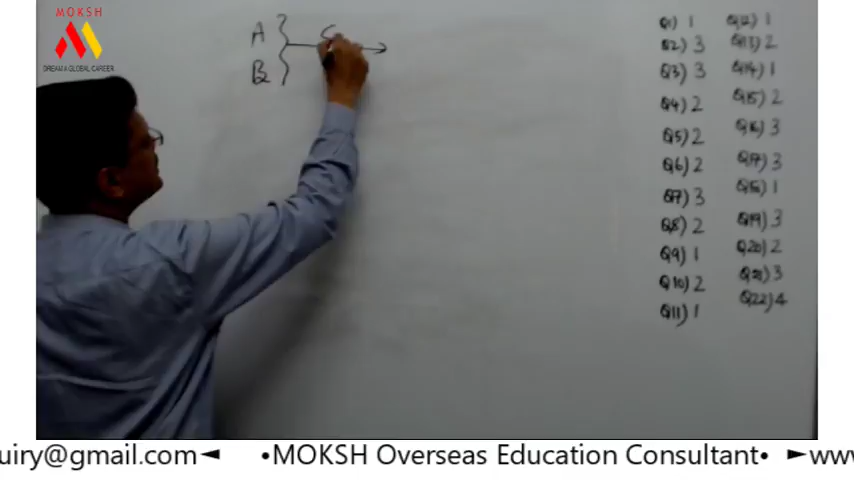 MOKSH
DREAM A GLOBAL CAREER
A
B
Q1) 1
Q2) 3
Q3) 3
Q4) 2
Q5) 2
Q6) 2
Q7) 3
Q8) 2
Q9) 1
Q10) 2
Q11) 1
Q12) 1
Q13) 2
Q14) 1
Q15) 2
Q16) 3
Q17) 3
Q18) 1
Q19) 3
Q20) 2
Q21) 3
Q22) 4
uiry@gmail.com◄ •MOKSH Overseas Education Consultant• ►www